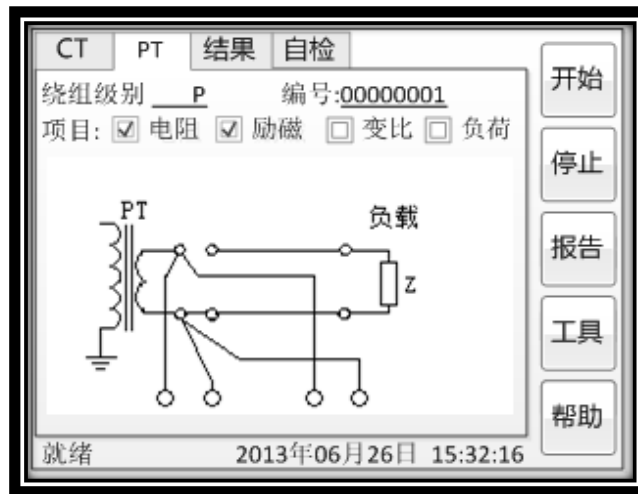 CT PT 结果 自检
绕组级别 P 编号:00000001
项目: 电阻 励磁 变比 负荷
PT
负载
Z
就绪 2013年06月26日 15:32:16
开始
停止
报告
工具
帮助